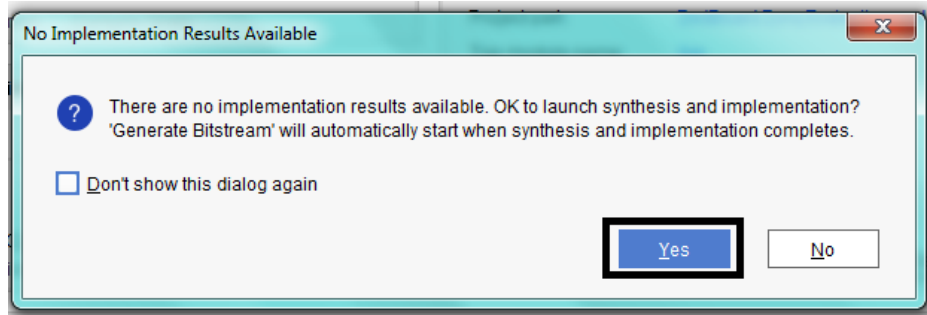 No Implementation Results Available
There are no implementation results available. OK to launch synthesis and implementation?
'Generate Bitstream' will automatically start when synthesis and implementation completes.
Don't show this dialog again
Yes
No